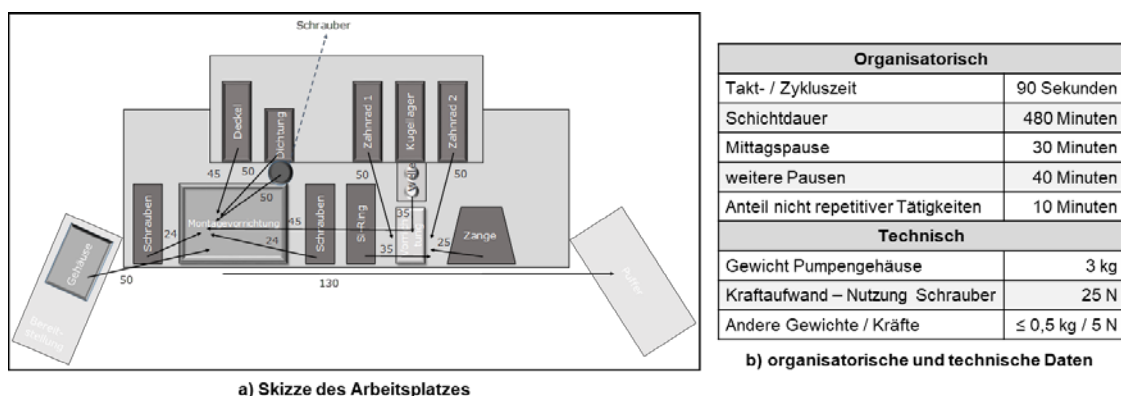 Schrauber
Deckel
Dichtung
Zahnrad 1
Kugellager
Zahnrad 2
45
50
50
50
50
Welle
Schrauben
24
Montagevorrichtung
45
24
Schrauben
Si-Ring
35
35
25
Zange
Gehäuse
50
130
Puffer
Bereit-
stellung
a) Skizze des Arbeitsplatzes
Organisatorisch
Takt- / Zykluszeit 90 Sekunden
Schichtdauer 480 Minuten
Mittagspause 30 Minuten
weitere Pausen 40 Minuten
Anteil nicht repetitiver Tätigkeiten 10 Minuten
Technisch
Gewicht Pumpengehäuse 3 kg
Kraftaufwand – Nutzung Schrauber 25 N
Andere Gewichte / Kräfte ≤ 0,5 kg / 5 N
b) organisatorische und technische Daten